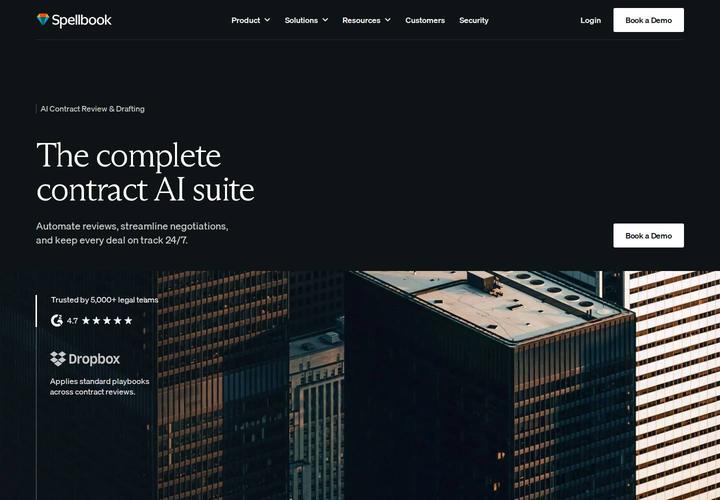 Spellbook
Product
Solutions
Resources
Customers
Security
Login
Book a Demo
AI Contract Review & Drafting
The complete
contract AI suite
Automate reviews, streamline negotiations,
and keep every deal on track 24/7.
Book a Demo
Trusted by 5,000+ legal teams
4.7 ★★★★★
Dropbox
Applies standard playbooks
across contract reviews.